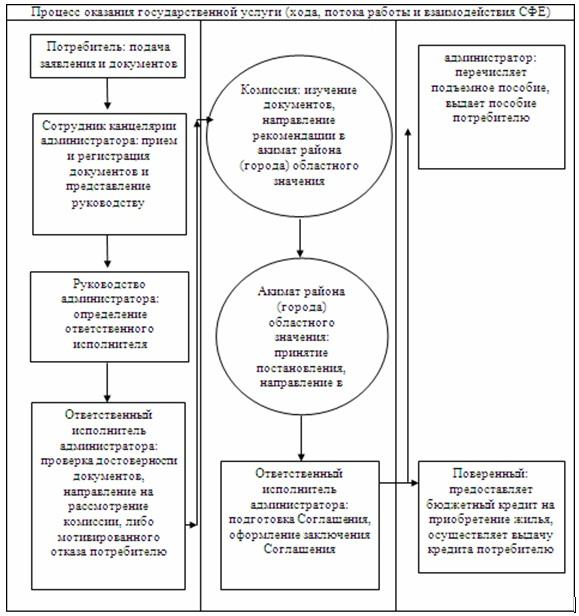 Процесс оказания государственной услуги (хода, потока работы и взаимодействия СФЕ)
Потребитель: подача
заявления и документов
Сотрудник канцелярии
администратора: прием
и регистрация
документов и
представление
руководству
Руководство
администратора:
определение
ответственного
исполнителя
Ответственный
исполнитель
администратора:
проверка достоверности
документов,
направление на
рассмотрение
комиссии, либо
мотивированного
отказа потребителю
Комиссия: изучение
документов,
направление
рекомендации в
акимат района
(города) областного
значения
Акимат района
(города)
областного
значения:
принятие
постановления,
направление в
Ответственный
исполнитель
администратора:
подготовка Соглашения,
оформление заключения
Соглашения
администратор:
перечисляет
подъемное пособие,
выдает пособие
потребителю
Поверенный:
предоставляет
бюджетный кредит на
приобретение жилья,
осуществляет выдачу
кредита потребителю